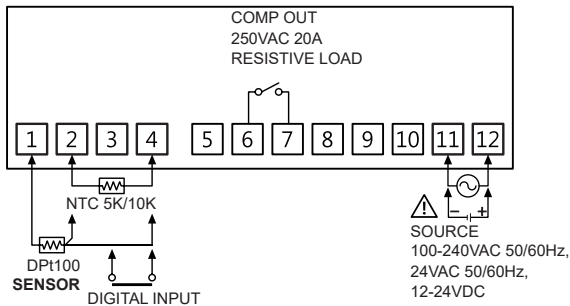 COMP OUT
250VAC 20A
RESISTIVE LOAD
1 2 3 4 5 6 7 8 9 10 11 12
NTC 5K/10K
DPt100
SENSOR
DIGITAL INPUT
− +
SOURCE
100-240VAC 50/60Hz,
24VAC 50/60Hz,
12-24VDC